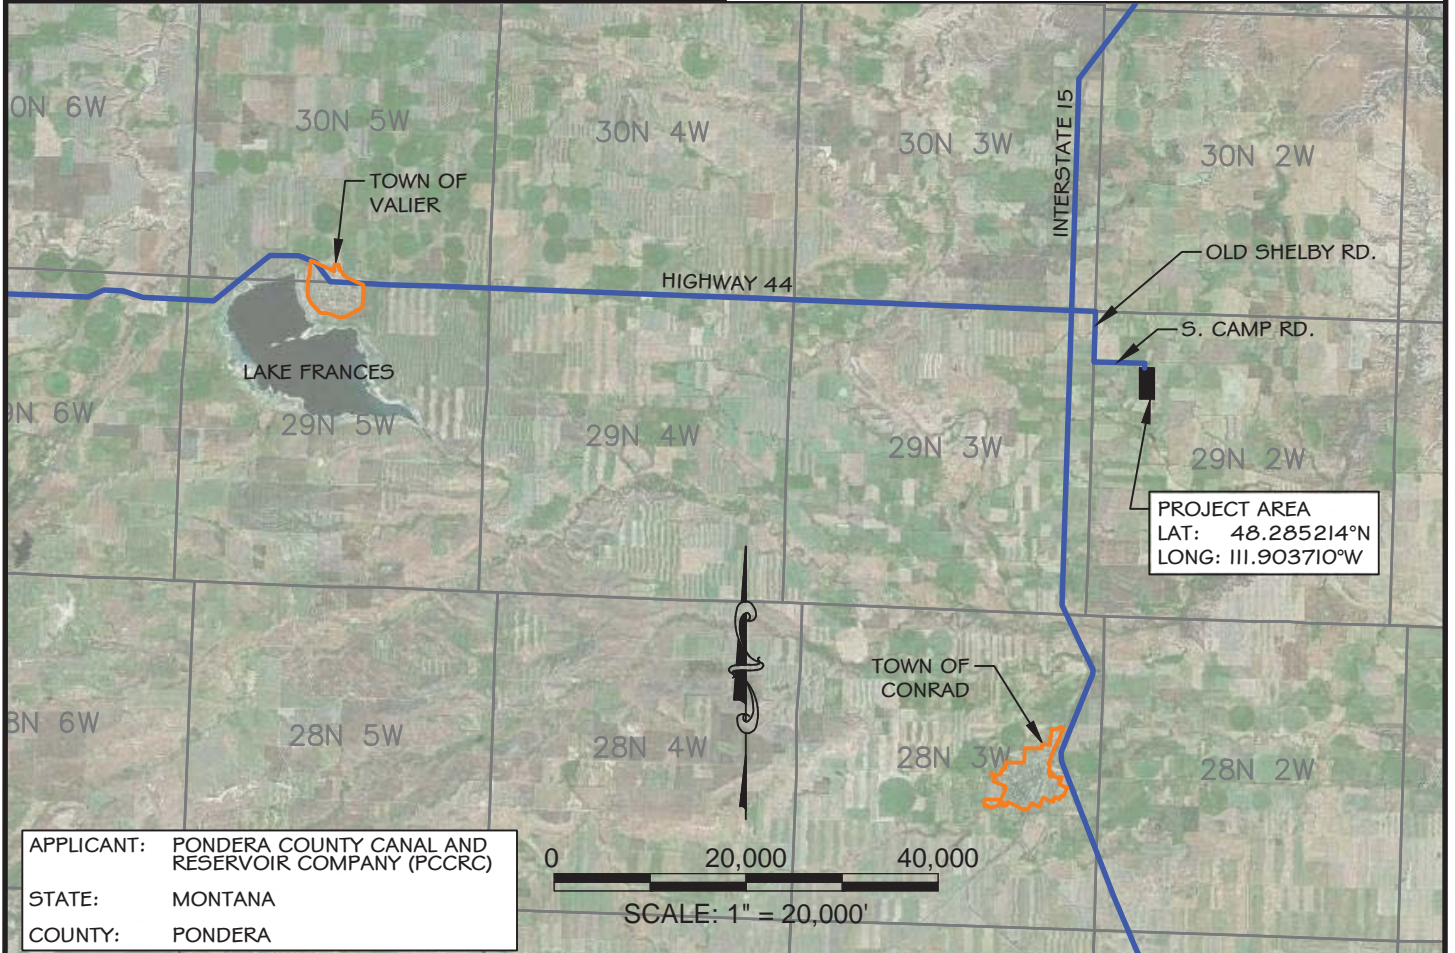 0N 6W
30N 5W
30N 4W
30N 3W
30N 2W
INTERSTATE 15
TOWN OF
VALIER
OLD SHELBY RD.
HIGHWAY 44
S. CAMP RD.
LAKE FRANCES
9N 6W
29N 5W
29N 4W
29N 3W
29N 2W
PROJECT AREA
LAT: 48.285214°N
LONG: 111.903710°W
TOWN OF
CONRAD
8N 6W
28N 5W
28N 4W
28N 3W
28N 2W
APPLICANT: PONDERA COUNTY CANAL AND
RESERVOIR COMPANY (PCCRC)
STATE: MONTANA
COUNTY: PONDERA
0 20,000 40,000
SCALE: 1" = 20,000'